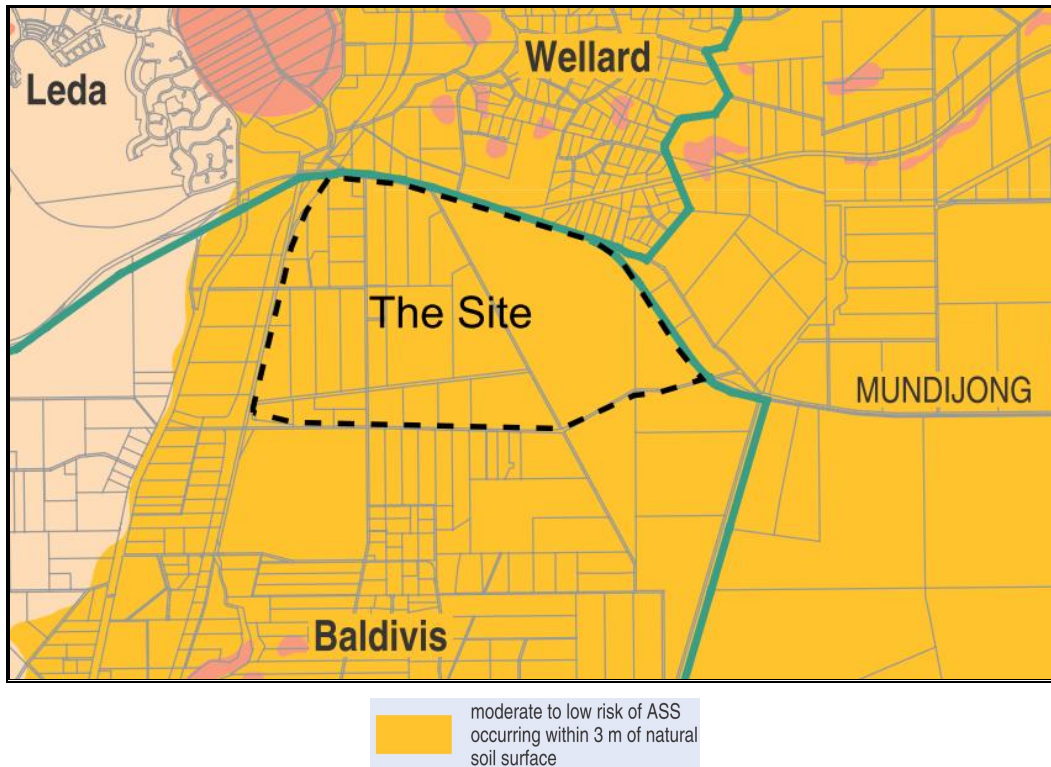 Wellard
Leda
The Site
MUNDIJONG
Baldivis
moderate to low risk of ASS
occurring within 3 m of natural
soil surface